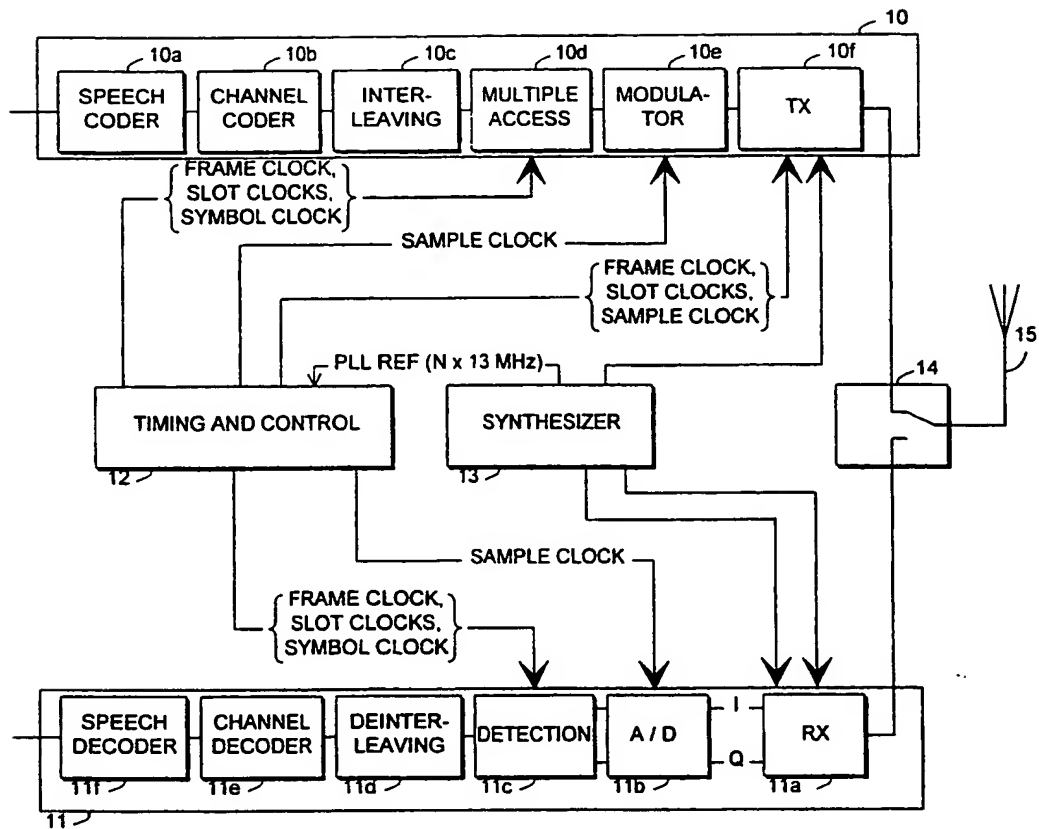 10
10a
10b
10c
10d
10e
10f
SPEECH
CODER
CHANNEL
CODER
INTER-
LEAVING
MULTIPLE
ACCESS
MODULA-
TOR
TX
FRAME CLOCK,
SLOT CLOCKS,
SYMBOL CLOCK
SAMPLE CLOCK
FRAME CLOCK,
SLOT CLOCKS,
SAMPLE CLOCK
15
PLL REF (N x 13 MHz)
14
TIMING AND CONTROL
SYNTHESIZER
12
13
SAMPLE CLOCK
FRAME CLOCK,
SLOT CLOCKS,
SYMBOL CLOCK
SPEECH
DECODER
CHANNEL
DECODER
DEINTER-
LEAVING
DETECTION
A / D
I
Q
RX
11f
11e
11d
11c
11b
11a
11